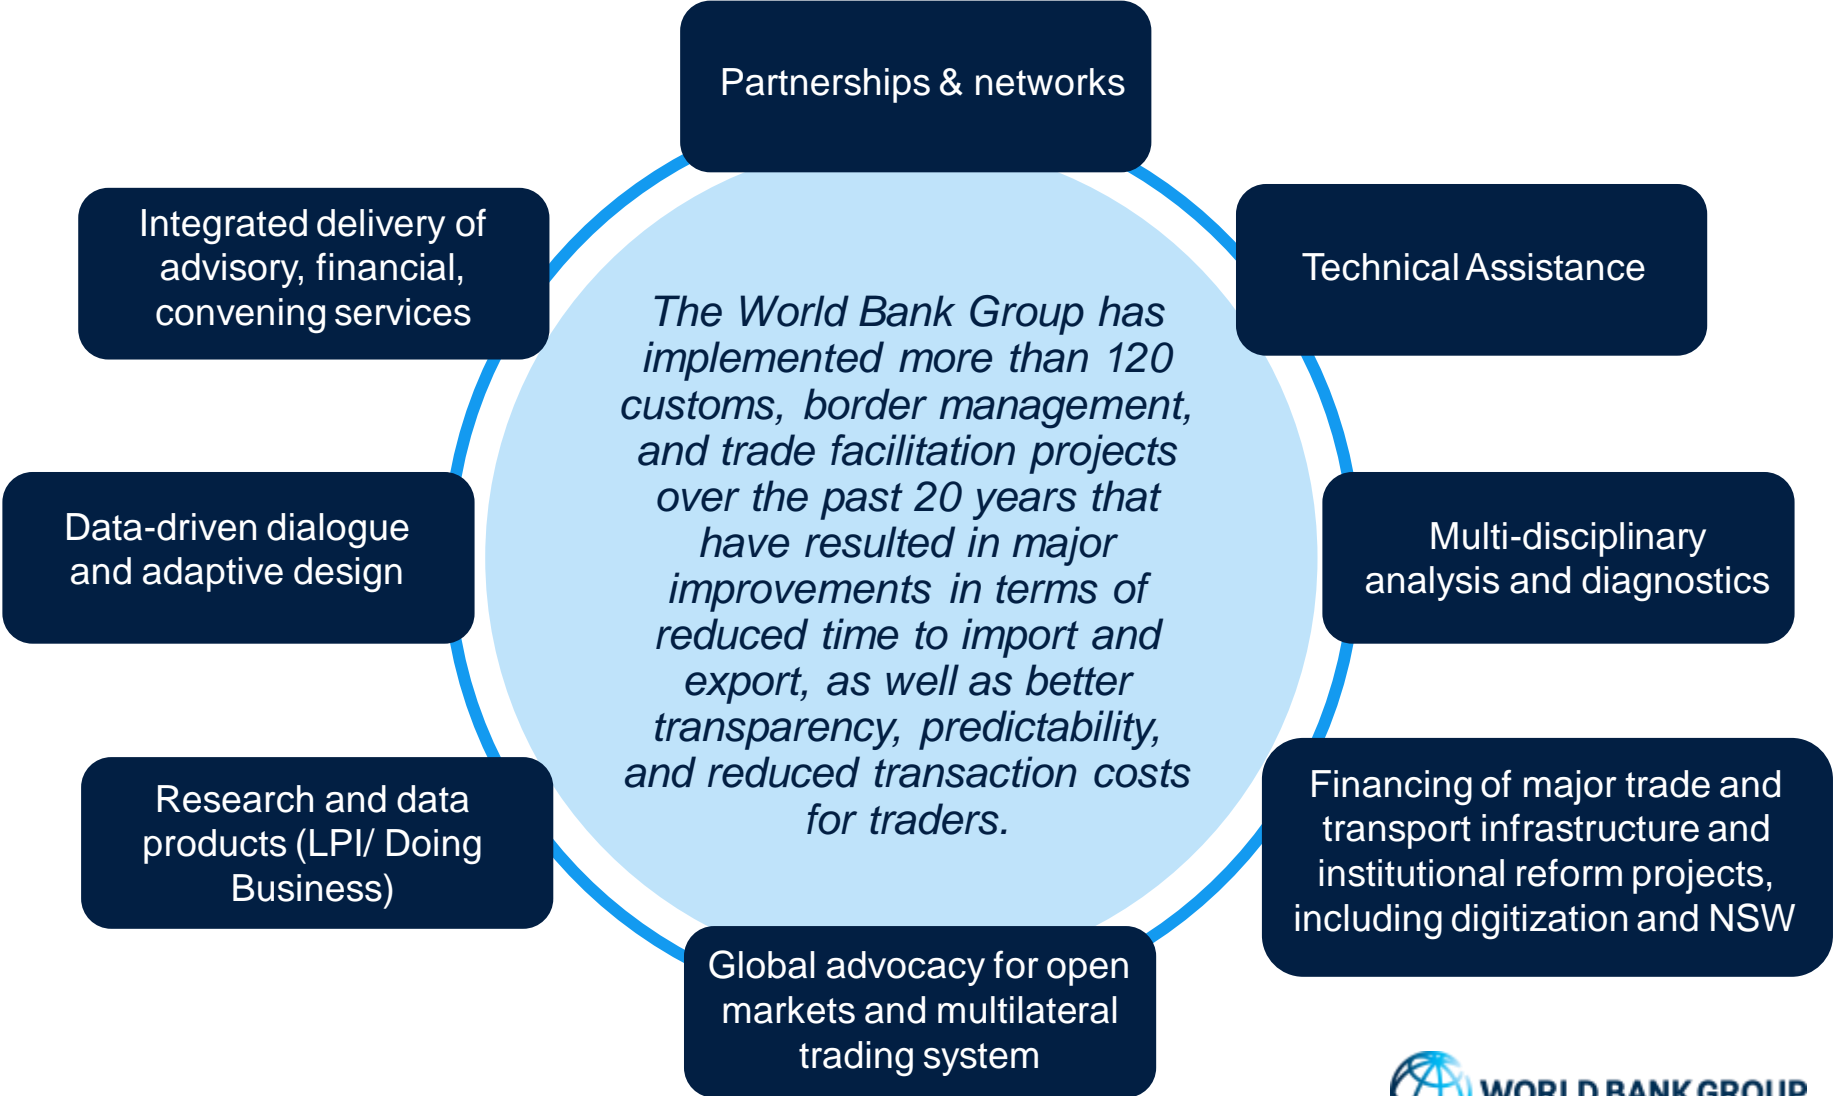 Partnerships & networks
Technical Assistance
Multi-disciplinary
analysis and diagnostics
Financing of major trade and
transport infrastructure and
institutional reform projects,
including digitization and NSW
Global advocacy for open
markets and multilateral
trading system
Research and data
products (LPI/ Doing
Business)
Data-driven dialogue
and adaptive design
Integrated delivery of
advisory, financial,
convening services
The World Bank Group has
implemented more than 120
customs, border management,
and trade facilitation projects
over the past 20 years that
have resulted in major
improvements in terms of
reduced time to import and
export, as well as better
transparency, predictability,
and reduced transaction costs
for traders.
WORLD BANK GROUP